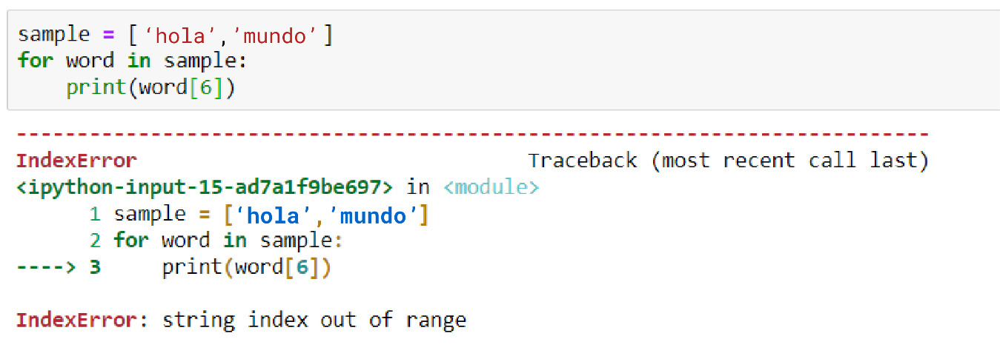 sample = [ ‘hola’,’mundo’ ]
for word in sample:
    print(word[6])
---------------------------------------------------------------------------
IndexError                                Traceback (most recent call last)
<ipython-input-15-ad7a1f9be697> in <module>
      1 sample = [‘hola’,’mundo’]
      2 for word in sample:
----> 3     print(word[6])
IndexError: string index out of range